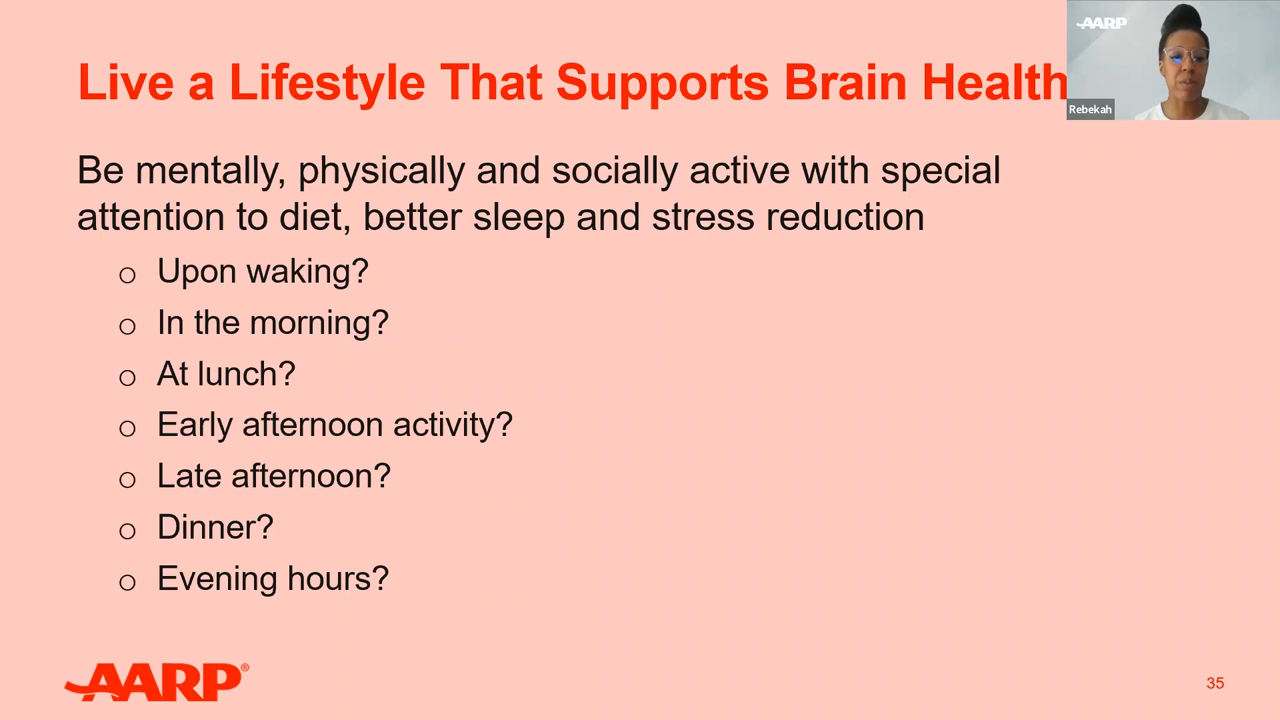 Live a Lifestyle That Supports Brain Health
AARP
Rebekah
Be mentally, physically and socially active with special
attention to diet, better sleep and stress reduction
o Upon waking?
o In the morning?
o At lunch?
o Early afternoon activity?
o Late afternoon?
o Dinner?
o Evening hours?
AARP®
35